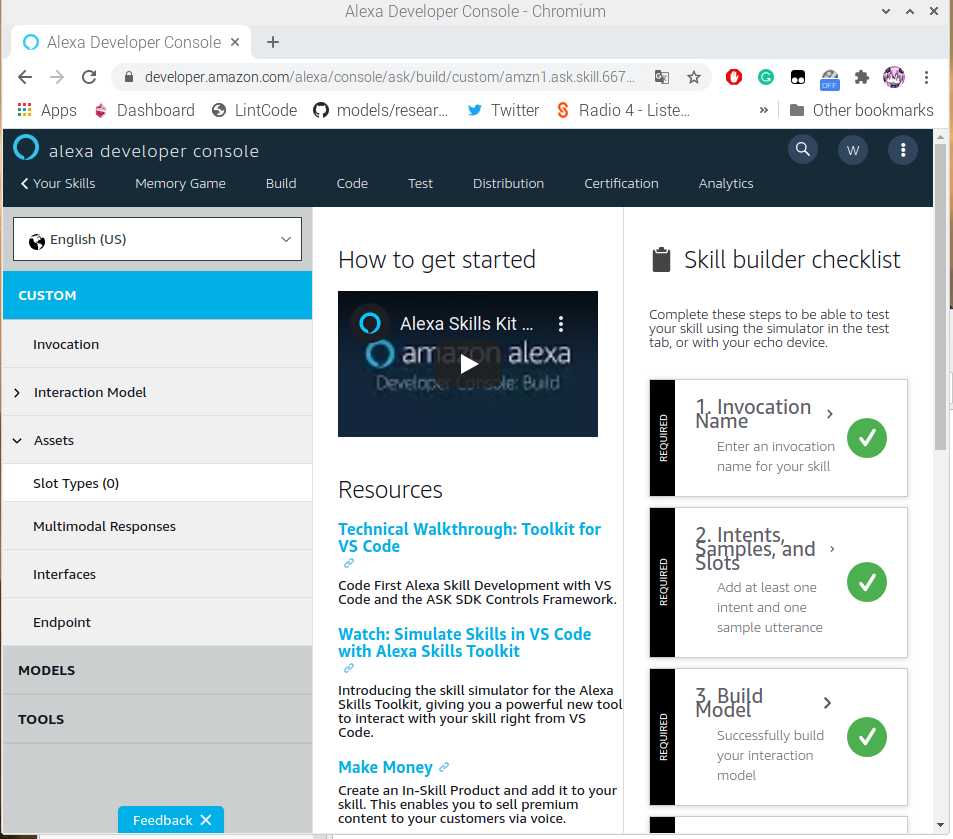 Alexa Developer Console - Chromium
Alexa Developer Console
developer.amazon.com/alexa/console/ask/build/custom/amzn1.ask.skill.667...
OFF
Apps
Dashboard
LintCode
models/resear...
Twitter
Radio 4 - Liste...
»
Other bookmarks
alexa developer console
W
Your Skills
Memory Game
Build
Code
Test
Distribution
Certification
Analytics
English (US)
CUSTOM
Invocation
Interaction Model
Assets
Slot Types (0)
Multimodal Responses
Interfaces
Endpoint
MODELS
TOOLS
Feedback
How to get started
Alexa Skills Kit ...
amazon alexa
Developer Console: Build
Resources
Technical Walkthrough: Toolkit for
VS Code
Code First Alexa Skill Development with VS
Code and the ASK SDK Controls Framework.
Watch: Simulate Skills in VS Code
with Alexa Skills Toolkit
Introducing the skill simulator for the Alexa
Skills Toolkit, giving you a powerful new tool
to interact with your skill right from VS
Code.
Make Money
Create an In-Skill Product and add it to your
skill. This enables you to sell premium
content to your customers via voice.
Skill builder checklist
Complete these steps to be able to test
your skill using the simulator in the test
tab, or with your echo device.
REQUIRED
1. Invocation
Name
Enter an invocation
name for your skill
REQUIRED
2. Intents,
Samples, and
Slots
Add at least one
intent and one
sample utterance
REQUIRED
3. Build
Model
Successfully build
your interaction
model